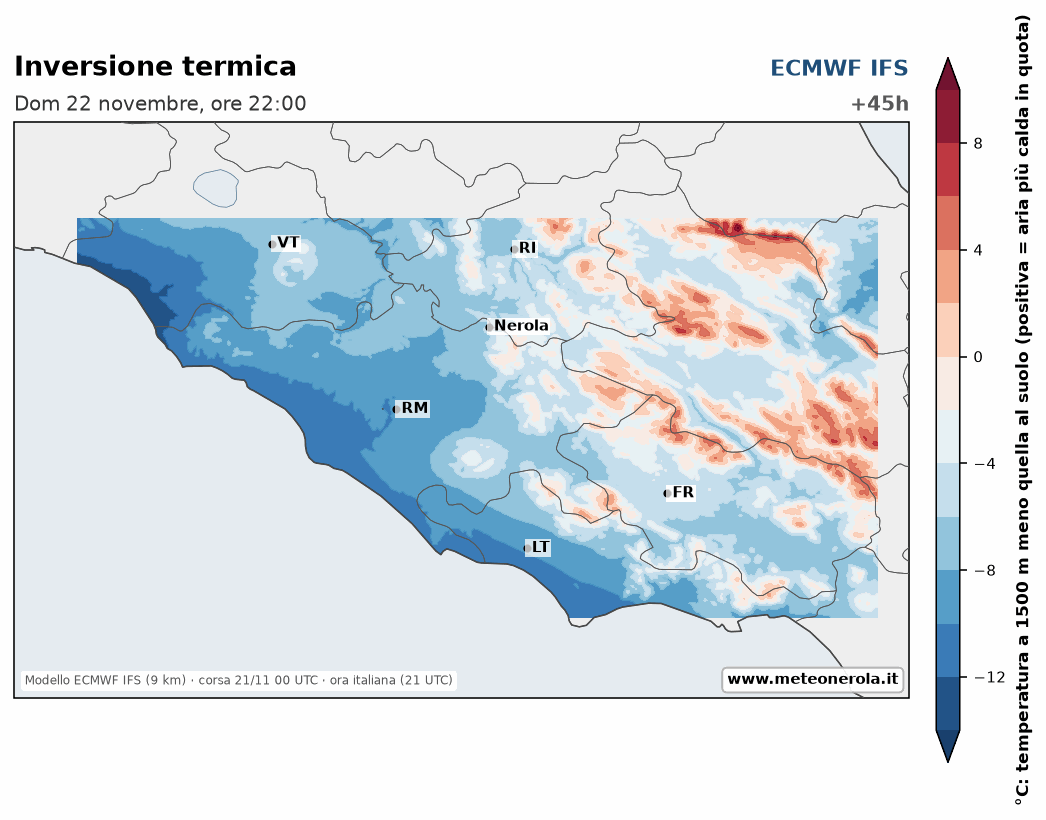 Inversione termica
ECMWF IFS
Dom 22 novembre, ore 22:00
+45h
VT
RI
Nerola
RM
FR
LT
Modello ECMWF IFS (9 km) · corsa 21/11 00 UTC · ora italiana (21 UTC)
www.meteonerola.it
8
4
0
−4
−8
−12
°C: temperatura a 1500 m meno quella al suolo (positiva = aria più calda in quota)